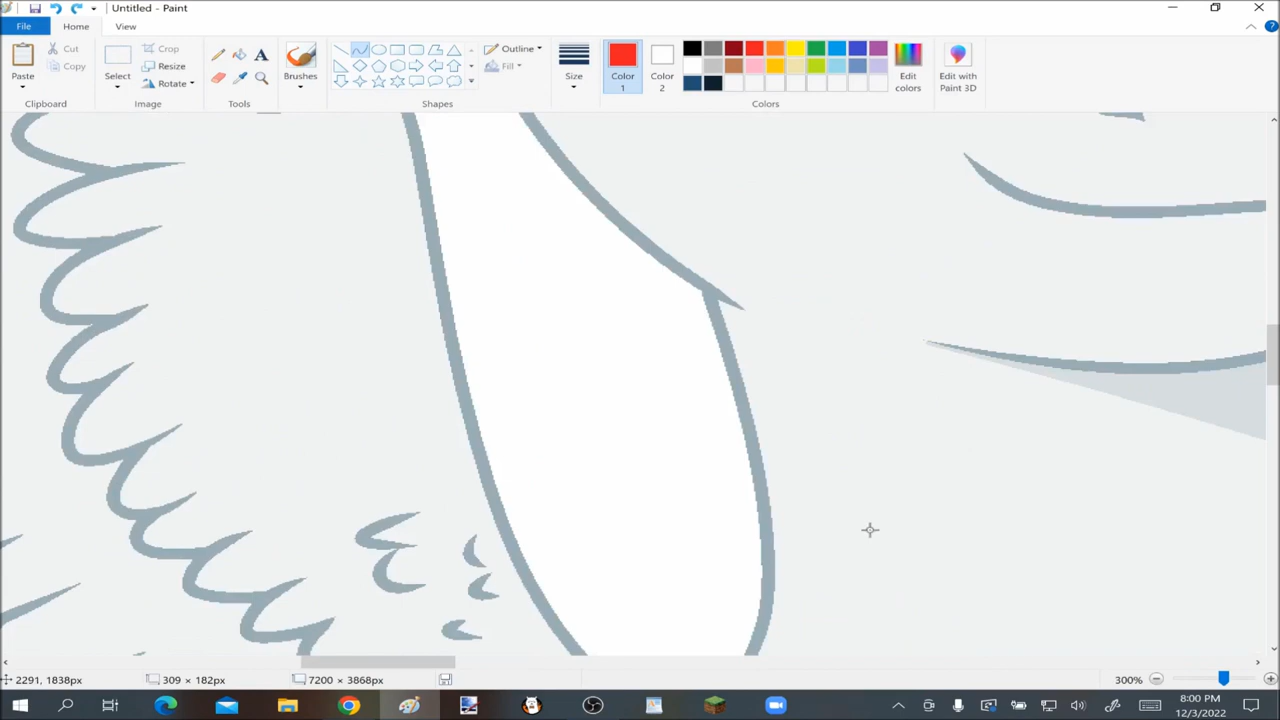 Untitled - Paint
File
Home
View
Paste
Cut
Copy
Clipboard
Select
Crop
Resize
Rotate
Image
Tools
Brushes
Shapes
Outline
Fill
Size
Color 1
Color 2
Edit colors
Colors
Edit with Paint 3D
2291, 1838px
309 × 182px
7200 × 3868px
300%
8:00 PM
12/3/2022